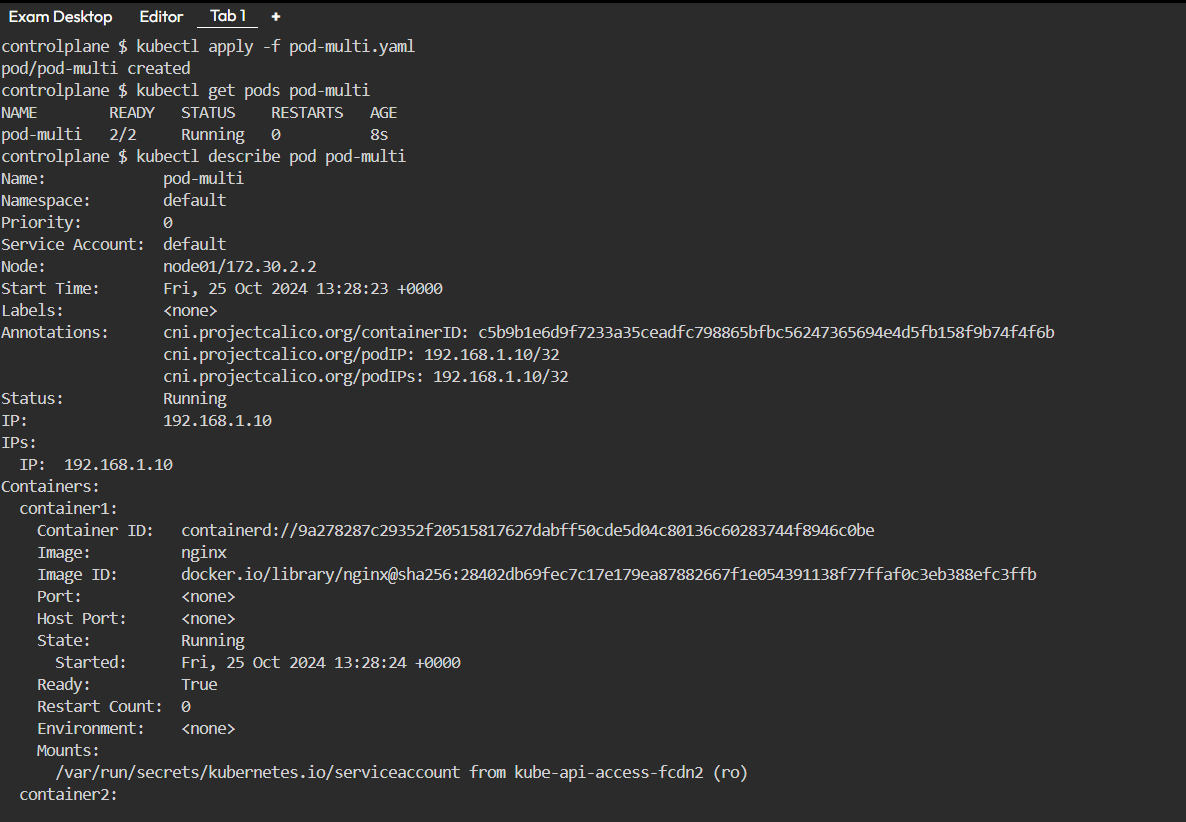 Exam Desktop Editor Tab 1 +
controlplane $ kubectl apply -f pod-multi.yaml
pod/pod-multi created
controlplane $ kubectl get pods pod-multi
NAME        READY   STATUS    RESTARTS   AGE
pod-multi   2/2     Running   0          8s
controlplane $ kubectl describe pod pod-multi
Name:             pod-multi
Namespace:        default
Priority:         0
Service Account:  default
Node:             node01/172.30.2.2
Start Time:       Fri, 25 Oct 2024 13:28:23 +0000
Labels:           <none>
Annotations:      cni.projectcalico.org/containerID: c5b9b1e6d9f7233a35ceadfc798865bfbc56247365694e4d5fb158f9b74f4f6b
                  cni.projectcalico.org/podIP: 192.168.1.10/32
                  cni.projectcalico.org/podIPs: 192.168.1.10/32
Status:           Running
IP:               192.168.1.10
IPs:
  IP:  192.168.1.10
Containers:
  container1:
    Container ID:   containerd://9a278287c29352f20515817627dabff50cde5d04c80136c60283744f8946c0be
    Image:          nginx
    Image ID:       docker.io/library/nginx@sha256:28402db69fec7c17e179ea87882667f1e054391138f77ffaf0c3eb388efc3ffb
    Port:           <none>
    Host Port:      <none>
    State:          Running
      Started:      Fri, 25 Oct 2024 13:28:24 +0000
    Ready:          True
    Restart Count:  0
    Environment:    <none>
    Mounts:
      /var/run/secrets/kubernetes.io/serviceaccount from kube-api-access-fcdn2 (ro)
  container2: